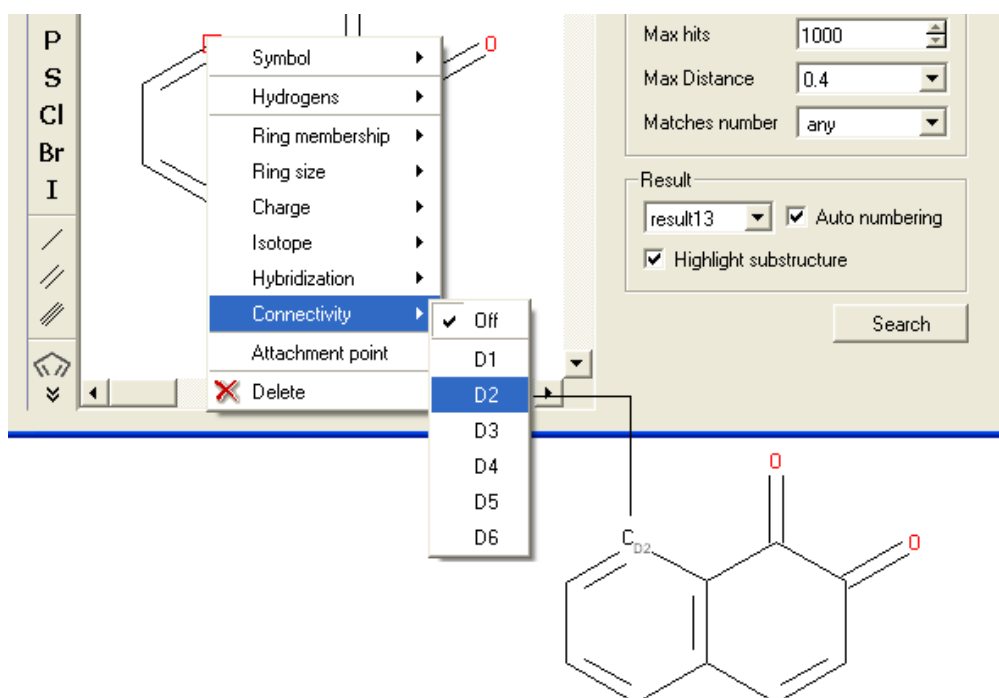 P
S
Cl
Br
I
O
Symbol
Hydrogens
Ring membership
Ring size
Charge
Isotope
Hybridization
Connectivity
Attachment point
Delete
Off
D1
D2
D3
D4
D5
D6
Max hits 1000
Max Distance 0.4
Matches number any
Result
result13 Auto numbering
Highlight substructure
Search
O
O
C D2